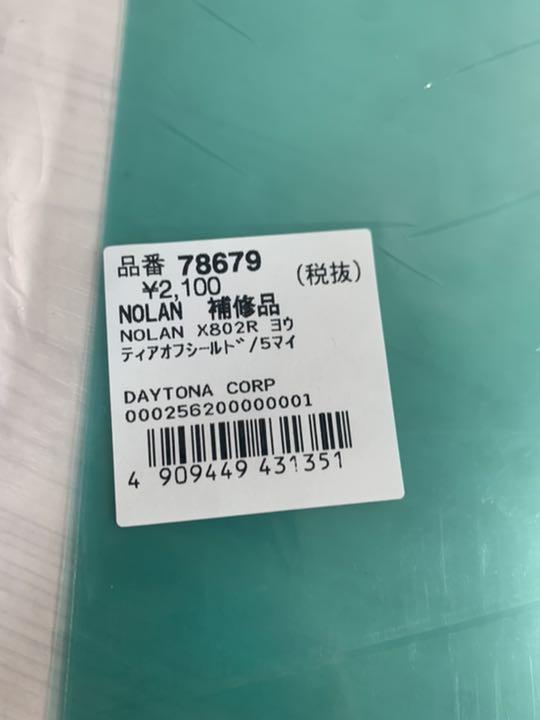 品番 78679
¥2,100 (税抜)
NOLAN 補修品
NOLAN X802R ヨウ
ティアオフシールド/5マイ
DAYTONA CORP
000256200000001
4 909449 431351